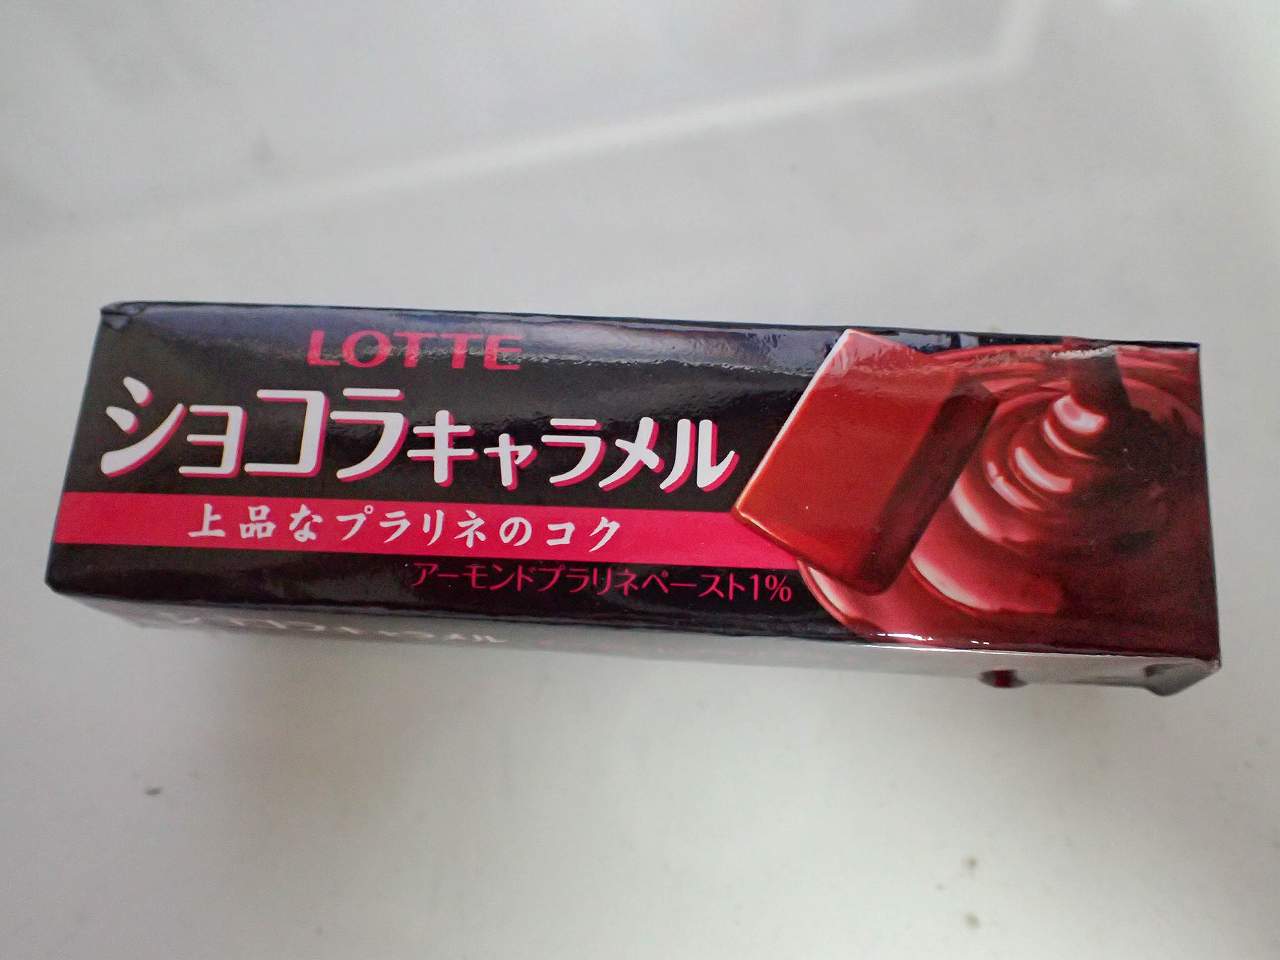 LOTTE
ショコラキャラメル
上品なプラリネのコク
アーモンドプラリネペースト1%